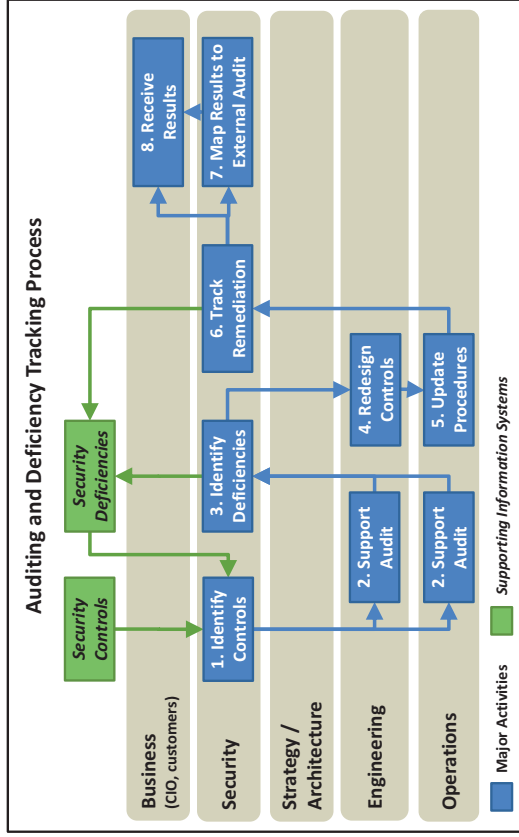 Auditing and Deficiency Tracking Process
Security
Controls
Security
Deficiencies
Business
(CIO, customers)
8. Receive
Results
Security
1. Identify
Controls
3. Identify
Deficiencies
6. Track
Remediation
7. Map Results to
External Audit
Strategy /
Architecture
Engineering
2. Support
Audit
4. Redesign
Controls
Operations
2. Support
Audit
5. Update
Procedures
Major Activities
Supporting Information Systems